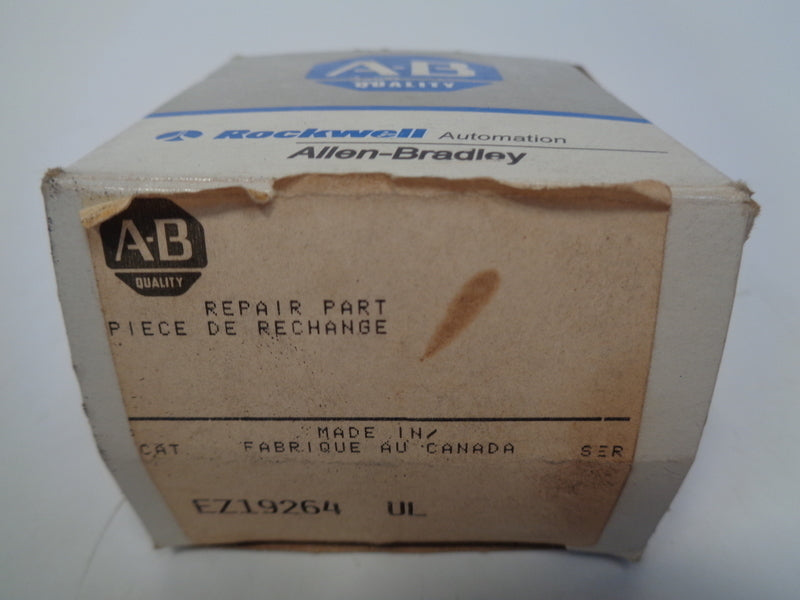 A-B
QUALITY
Rockwell Automation
Allen-Bradley
A-B
QUALITY
REPAIR PART
PIECE DE RECHANGE
MADE IN/
CAT FABRIQUE AU CANADA SER
EZ19264 UL